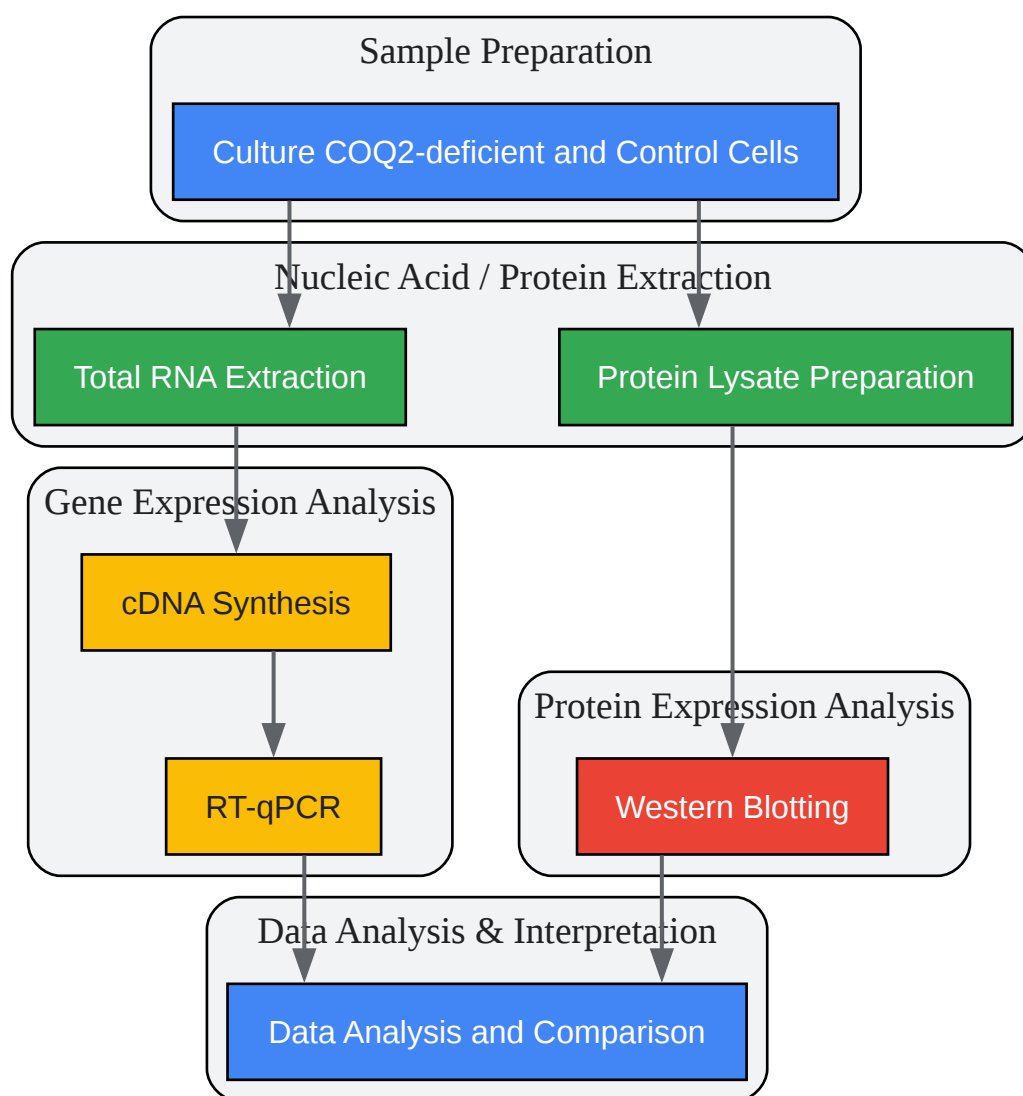 Sample Preparation
Culture COQ2-deficient and Control Cells
Nucleic Acid / Protein Extraction
Total RNA Extraction
Protein Lysate Preparation
Gene Expression Analysis
cDNA Synthesis
RT-qPCR
Protein Expression Analysis
Western Blotting
Data Analysis & Interpretation
Data Analysis and Comparison